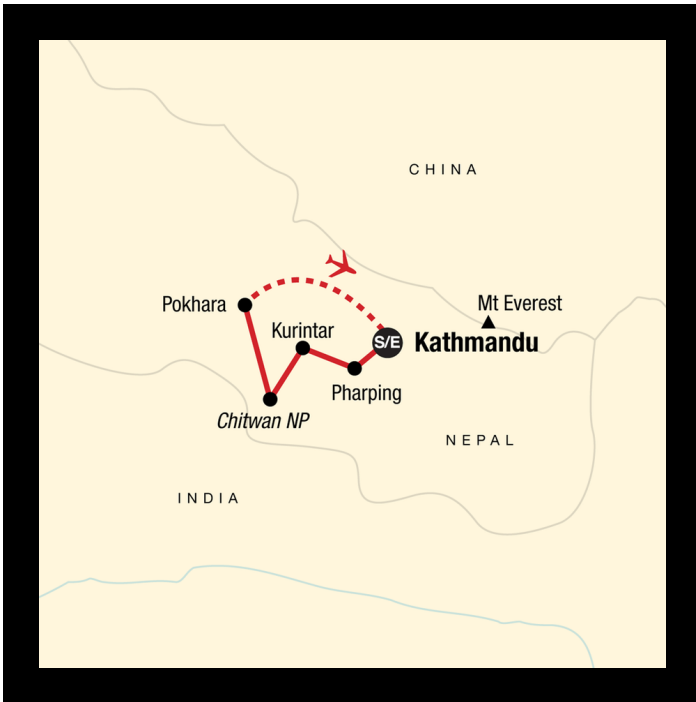 CHINA
Mt Everest
Pokhara
Kurintar
S/E Kathmandu
Pharping
Chitwan NP
NEPAL
INDIA